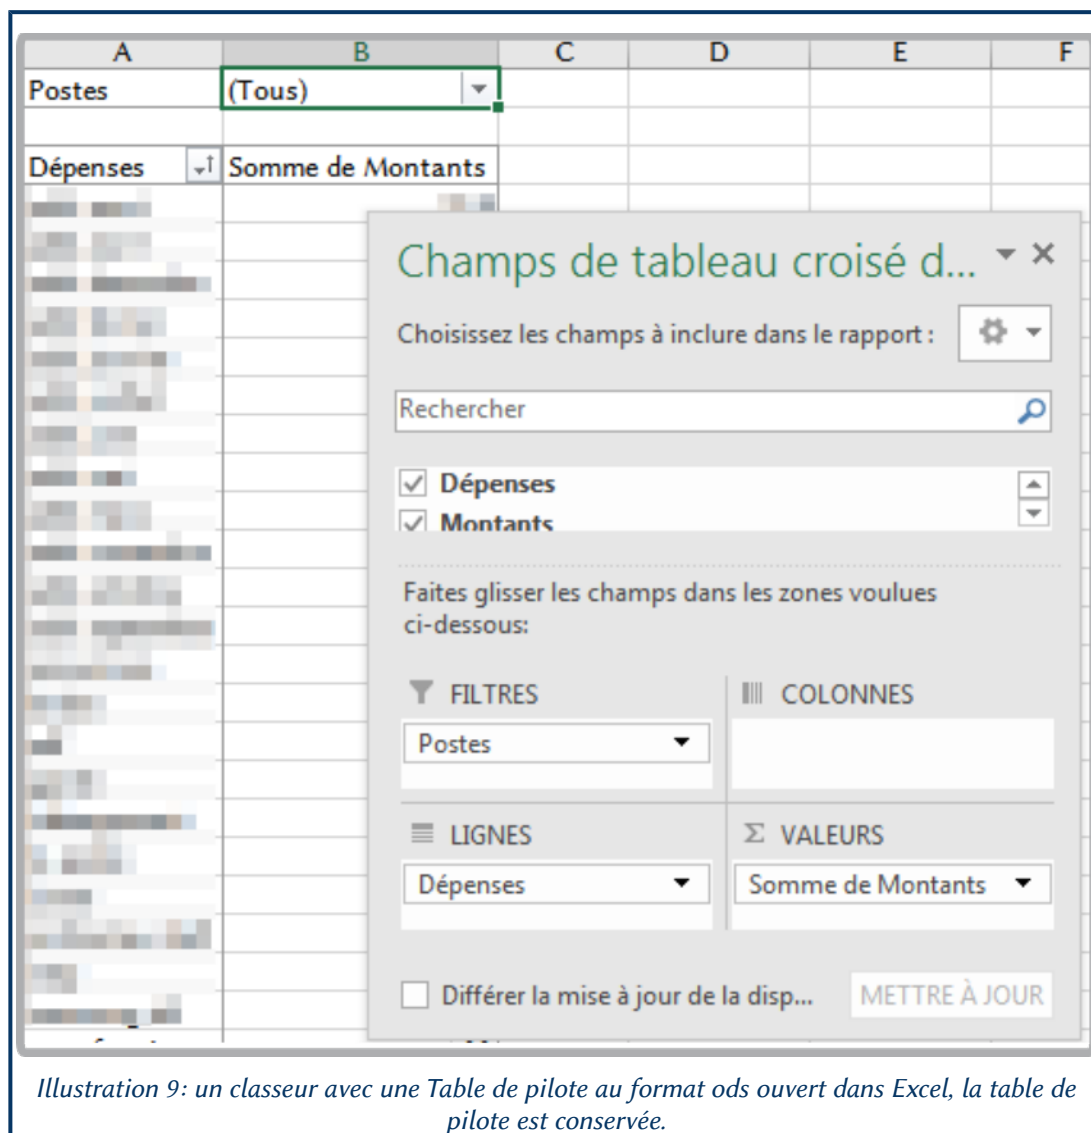 A B C D E F
Postes (Tous)
Dépenses Somme de Montants
Champs de tableau croisé d...
Choisissez les champs à inclure dans le rapport :
Rechercher
Dépenses
Montants
Faites glisser les champs dans les zones voulues
ci-dessous:
FILTRES COLONNES
Postes
LIGNES Σ VALEURS
Dépenses Somme de Montants
Différer la mise à jour de la disp... METTRE À JOUR
Illustration 9: un classeur avec une Table de pilote au format ods ouvert dans Excel, la table de
pilote est conservée.